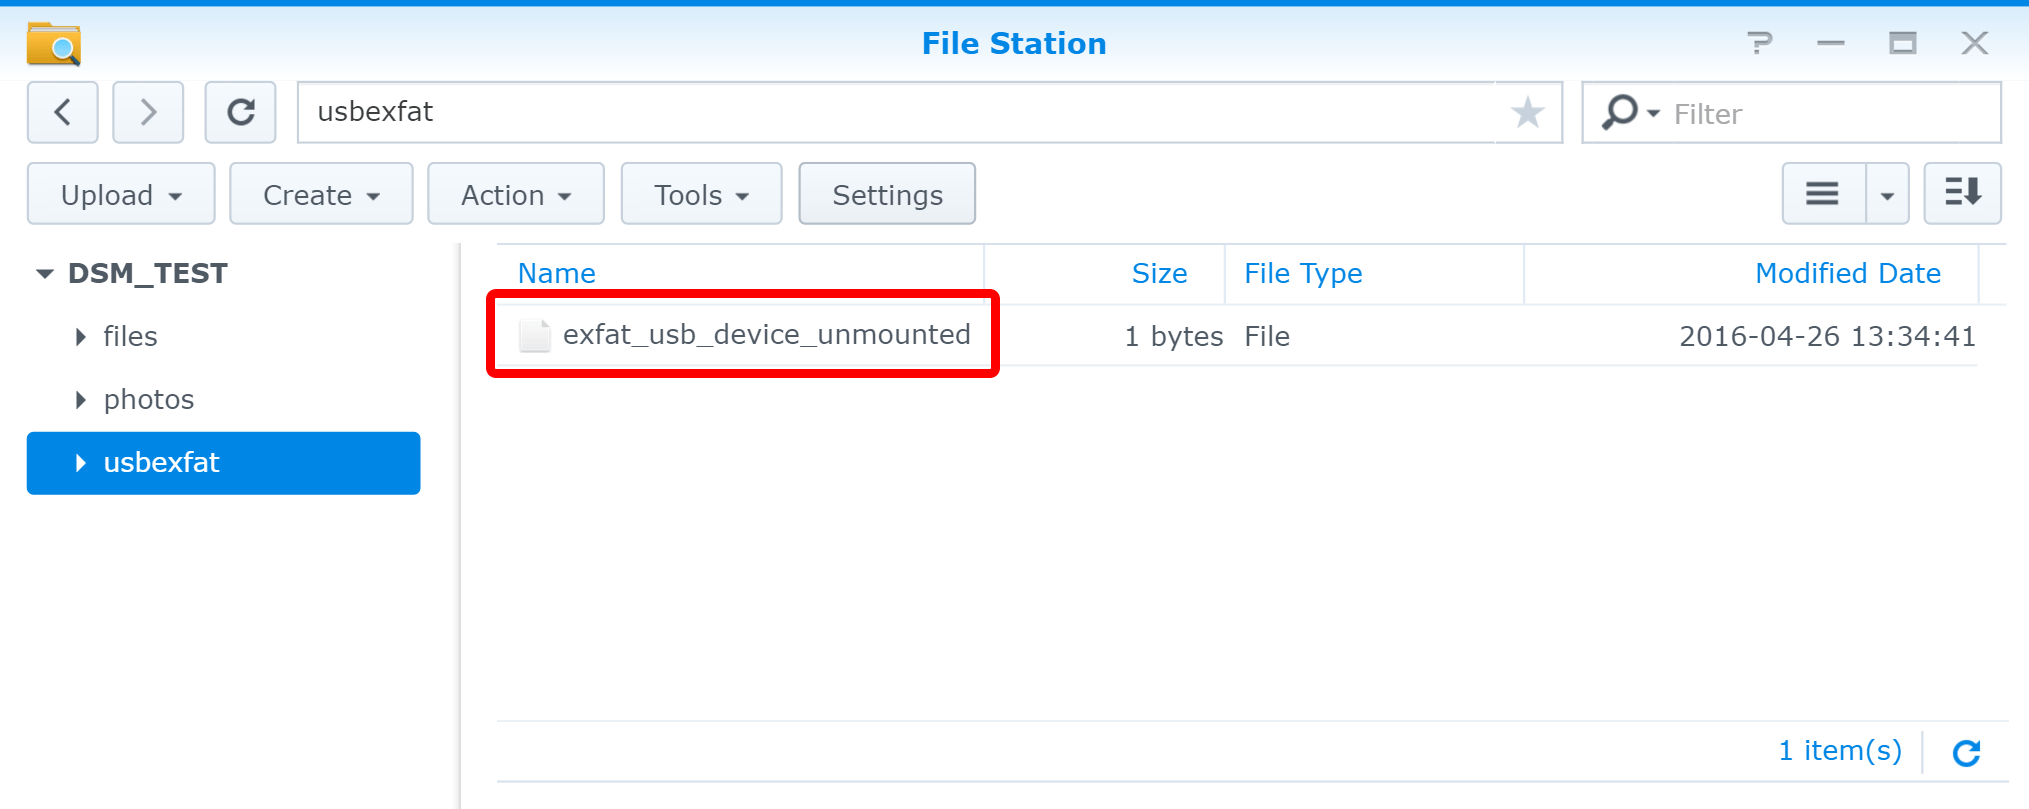 File Station
usbexfat
Filter
Upload
Create
Action
Tools
Settings
DSM_TEST
files
photos
usbexfat
Name Size File Type Modified Date
exfat_usb_device_unmounted 1 bytes File 2016-04-26 13:34:41
1 item(s)